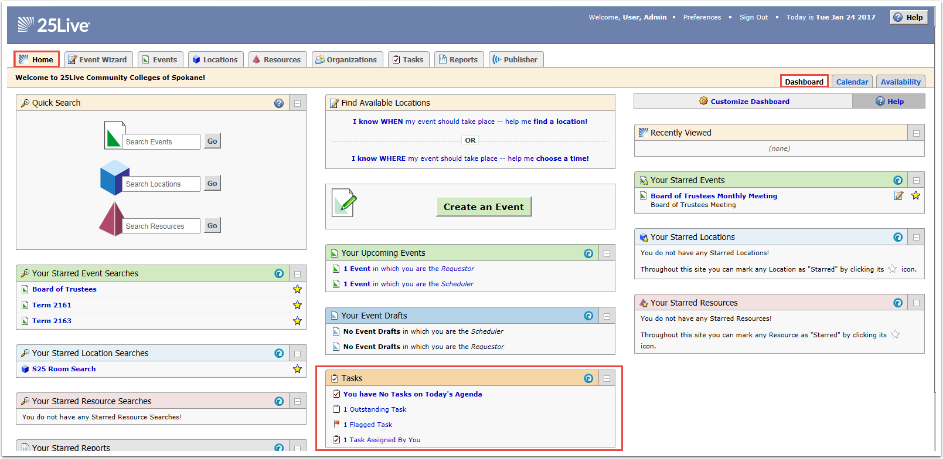 25Live
Welcome, User, Admin • Preferences • Sign Out • Today is Tue Jan 24 2017 Help
Home Event Wizard Events Locations Resources Organizations Tasks Reports Publisher
Welcome to 25Live Community Colleges of Spokane!
Dashboard Calendar Availability
Quick Search
Search Events Go
Search Locations Go
Search Resources Go
Your Starred Event Searches
Board of Trustees
Term 2161
Term 2163
Your Starred Location Searches
S25 Room Search
Your Starred Resource Searches
You do not have any Starred Resource Searches!
Your Starred Reports
Find Available Locations
I know WHEN my event should take place -- help me find a location!
OR
I know WHERE my event should take place -- help me choose a time!
Create an Event
Your Upcoming Events
1 Event in which you are the Requestor
1 Event in which you are the Scheduler
Your Event Drafts
No Event Drafts in which you are the Scheduler
No Event Drafts in which you are the Requestor
Tasks
You have No Tasks on Today's Agenda
1 Outstanding Task
1 Flagged Task
1 Task Assigned By You
Customize Dashboard Help
Recently Viewed
(none)
Your Starred Events
Board of Trustees Monthly Meeting
Board of Trustees Meeting
Your Starred Locations
You do not have any Starred Locations!
Throughout this site you can mark any Location as "Starred" by clicking its icon.
Your Starred Resources
You do not have any Starred Resources!
Throughout this site you can mark any Resource as "Starred" by clicking its
icon.